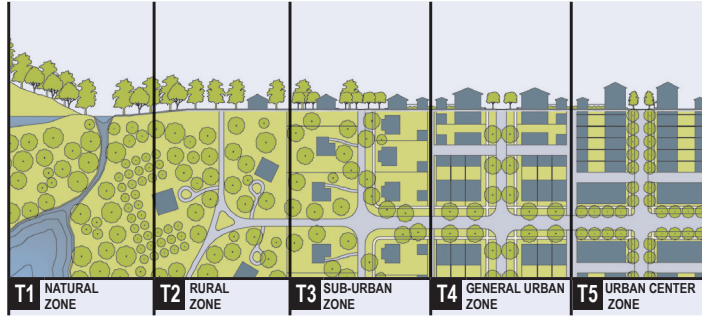 T1 NATURAL
ZONE
T2 RURAL
ZONE
T3 SUB-URBAN
ZONE
T4 GENERAL URBAN
ZONE
T5 URBAN CENTER
ZONE